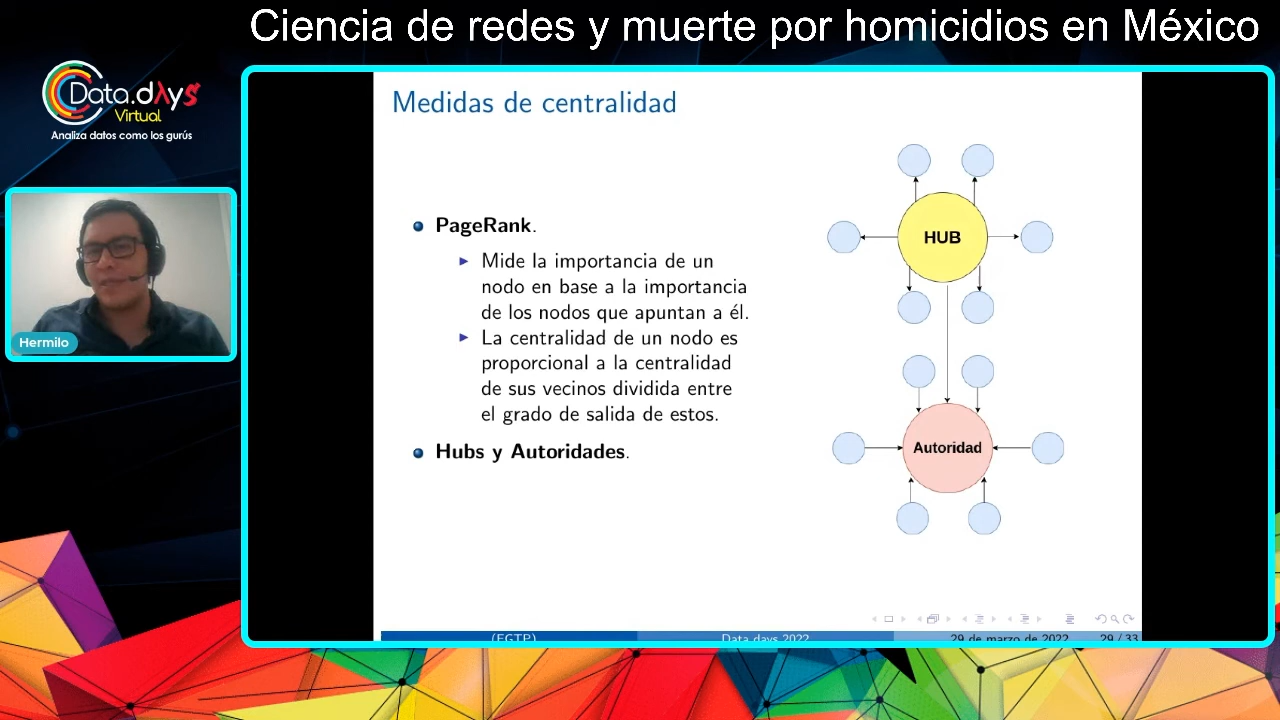 Ciencia de redes y muerte por homicidios en México
Data.dAys
Virtual
Analiza datos como los gurús
Hermilo
Medidas de centralidad
PageRank.
Mide la importancia de un
nodo en base a la importancia
de los nodos que apuntan a él.
La centralidad de un nodo es
proporcional a la centralidad
de sus vecinos dividida entre
el grado de salida de estos.
Hubs y Autoridades.
HUB
Autoridad
(EGTP) Data days 2022 29 de marzo de 2022 29 / 33